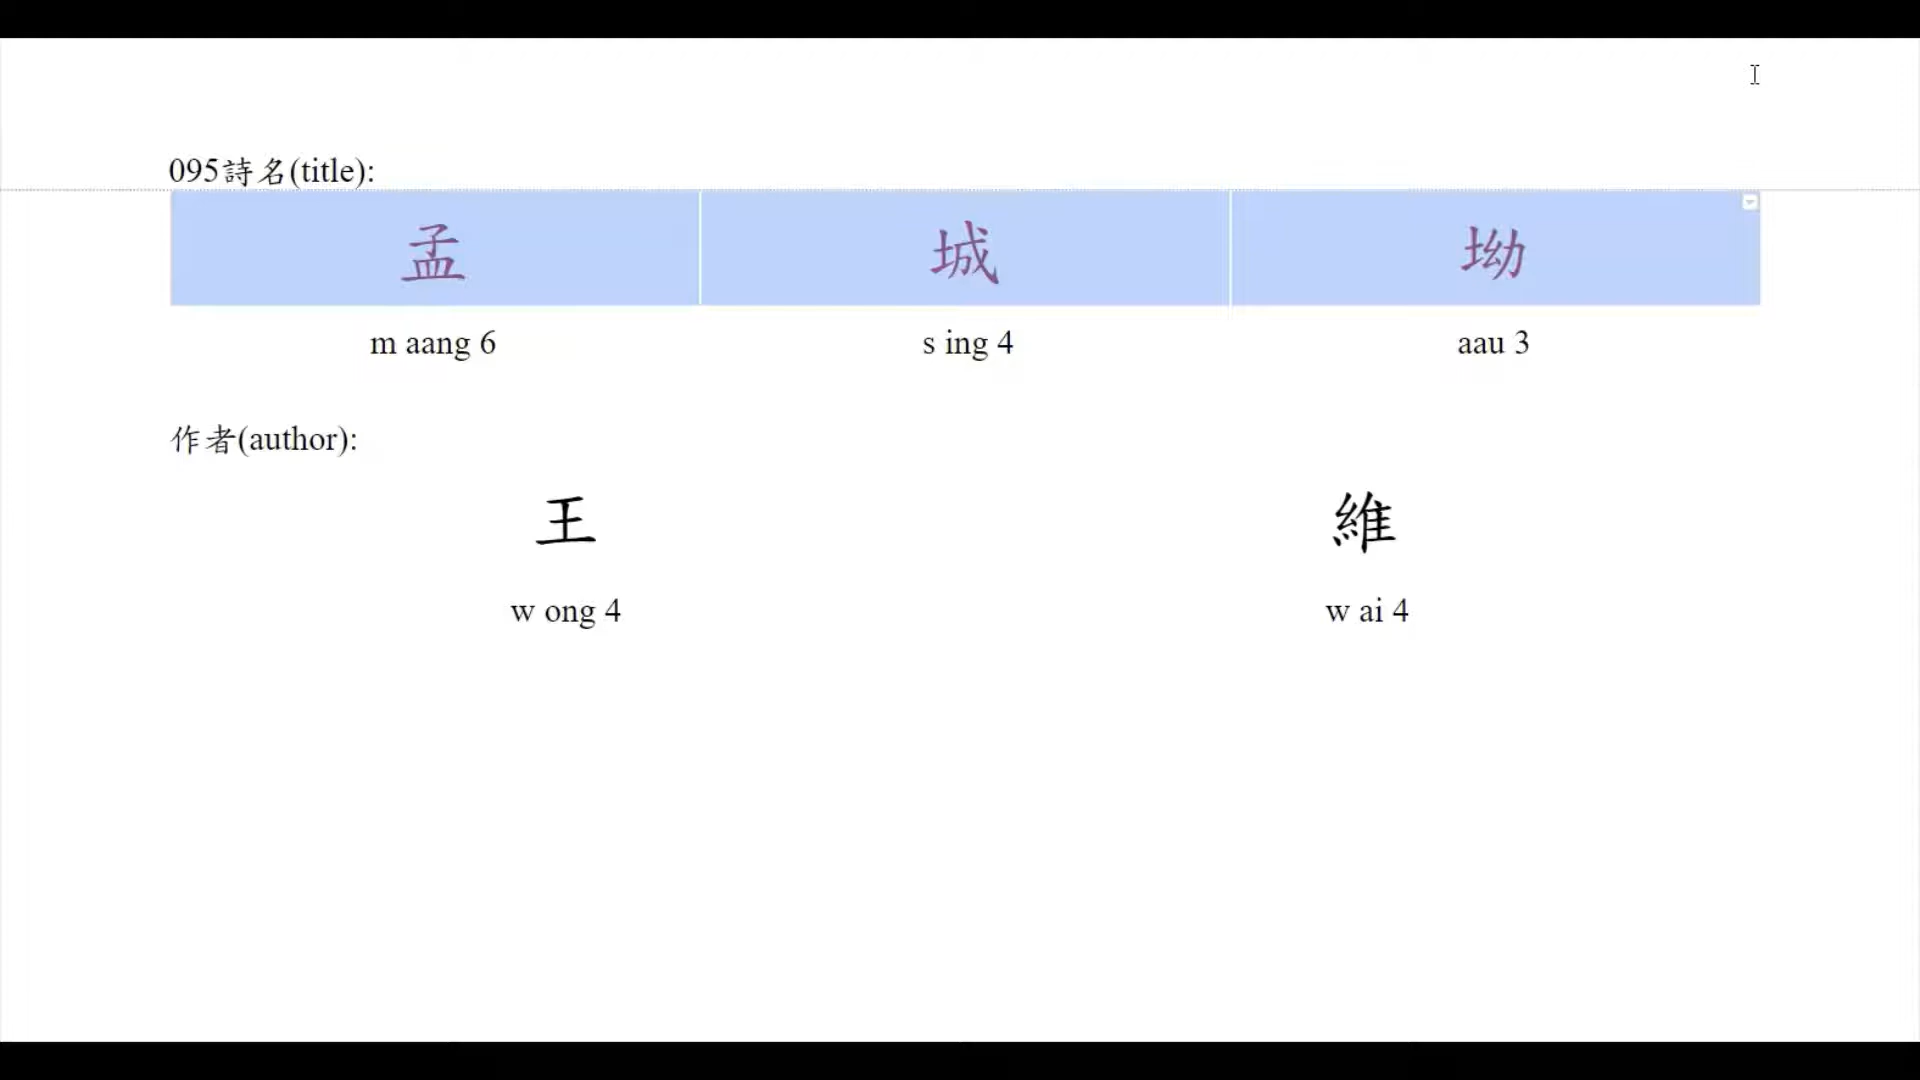 095詩名(title):
孟 城 坳
m aang 6 s ing 4 aau 3
作者(author):
王 維
w ong 4 w ai 4